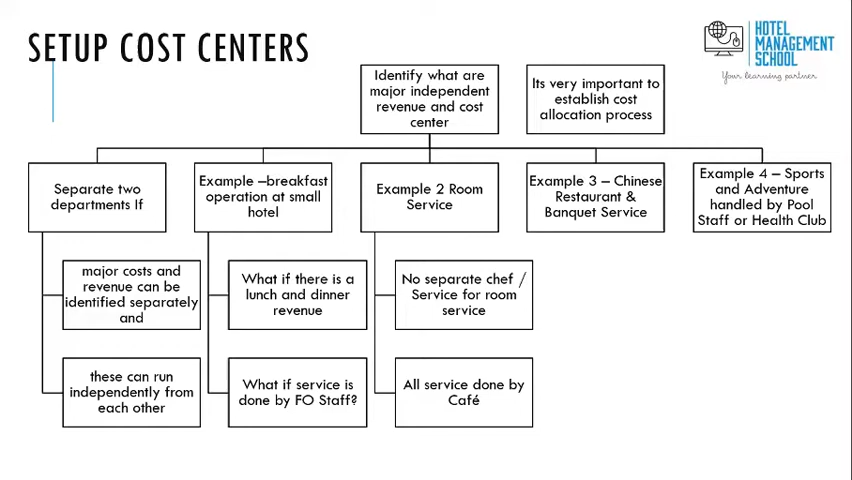 SETUP COST CENTERS
HOTEL
MANAGEMENT
SCHOOL
Your learning partner
Identify what are
major independent
revenue and cost
center
Its very important to
establish cost
allocation process
Separate two
departments If
major costs and
revenue can be
identified separately
and
these can run
independently from
each other
Example –breakfast
operation at small
hotel
What if there is a
lunch and dinner
revenue
What if service is
done by FO Staff?
Example 2 Room
Service
No separate chef /
Service for room
service
All service done by
Café
Example 3 – Chinese
Restaurant &
Banquet Service
Example 4 – Sports
and Adventure
handled by Pool
Staff or Health Club